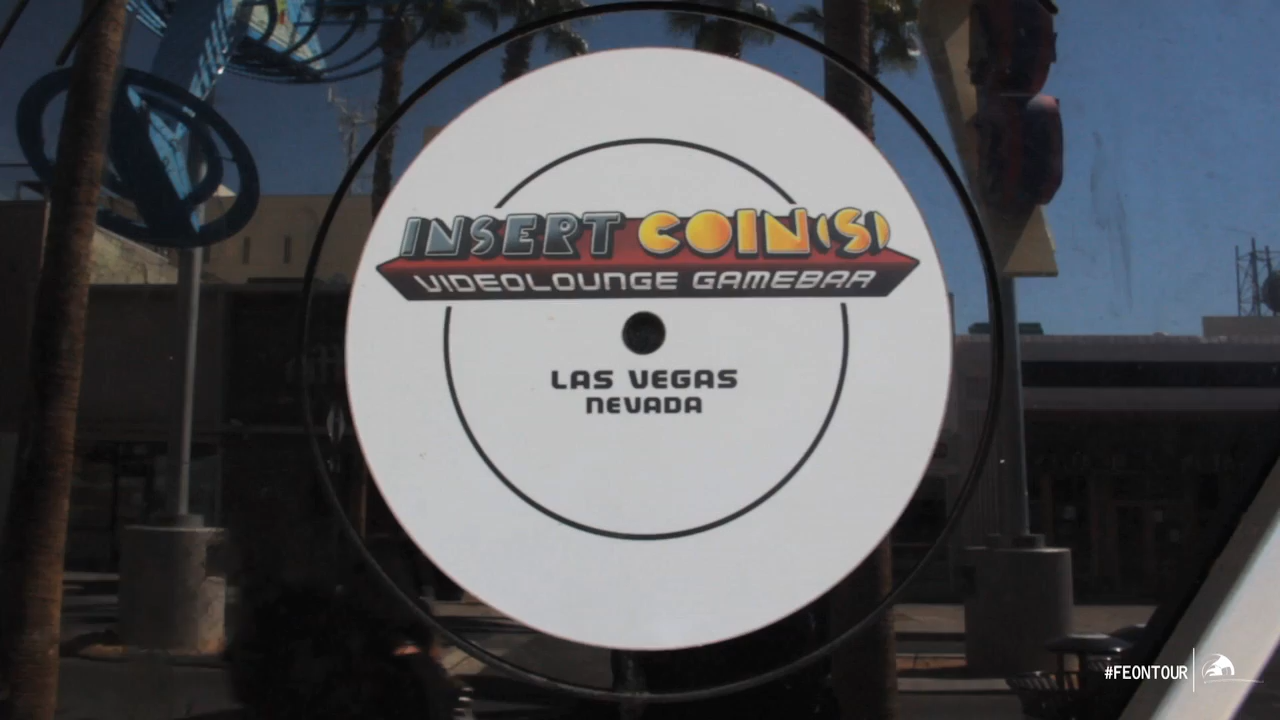 INSERT COIN(S)
VIDEOLOUNGE GAMEBAR
LAS VEGAS
NEVADA
#FEONTOUR